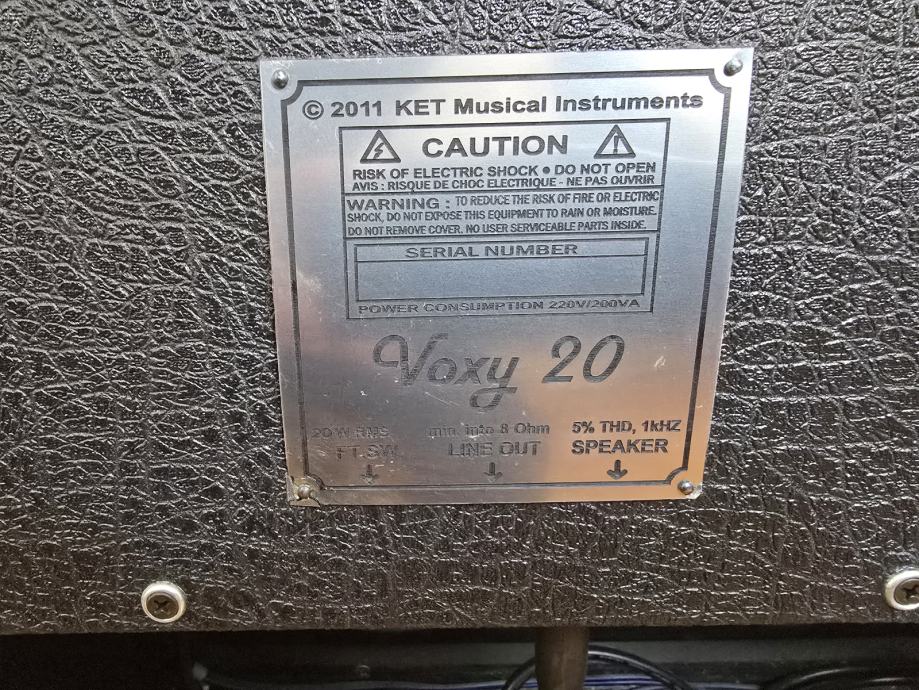 © 2011 KET Musical Instruments
CAUTION
RISK OF ELECTRIC SHOCK • DO NOT OPEN
AVIS : RISQUE DE CHOC ELECTRIQUE - NE PAS OUVRIR
WARNING : TO REDUCE THE RISK OF FIRE OR ELECTRIC
SHOCK, DO NOT EXPOSE THIS EQUIPMENT TO RAIN OR MOISTURE.
DO NOT REMOVE COVER. NO USER SERVICEABLE PARTS INSIDE.
SERIAL NUMBER
POWER CONSUMPTION 220V/200VA
Voxy 20
20W RMS min. into 8 Ohm 5% THD, 1kHZ
FT.SW LINE OUT SPEAKER